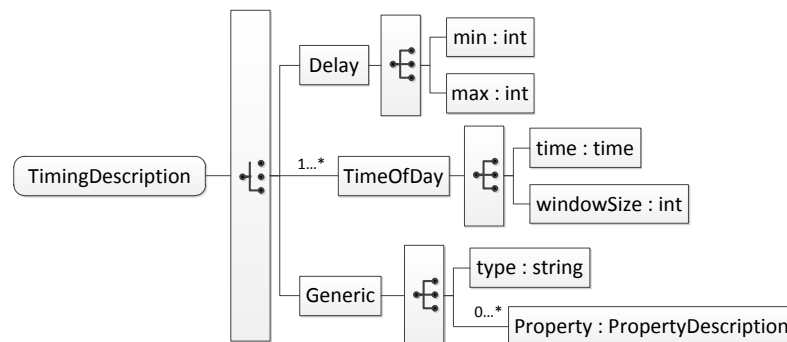 min : int
Delay
max : int
time : time
1...*
TimingDescription
TimeOfDay
windowSize : int
type : string
Generic
0...*
Property : PropertyDescription